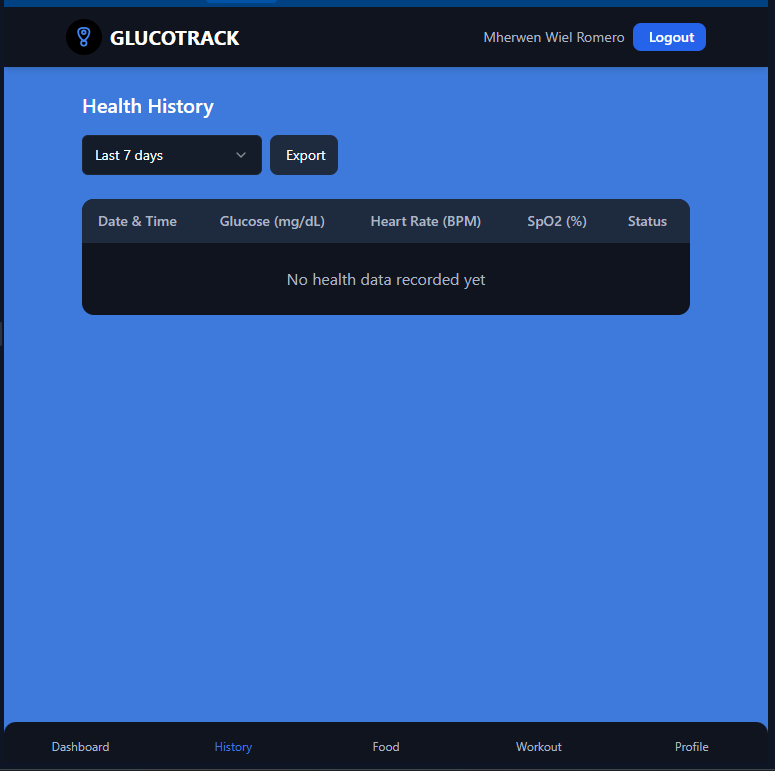 GLUCOTRACK
Mherwen Wiel Romero Logout
Health History
Last 7 days Export
Date & Time Glucose (mg/dL) Heart Rate (BPM) SpO2 (%) Status
No health data recorded yet
Dashboard History Food Workout Profile